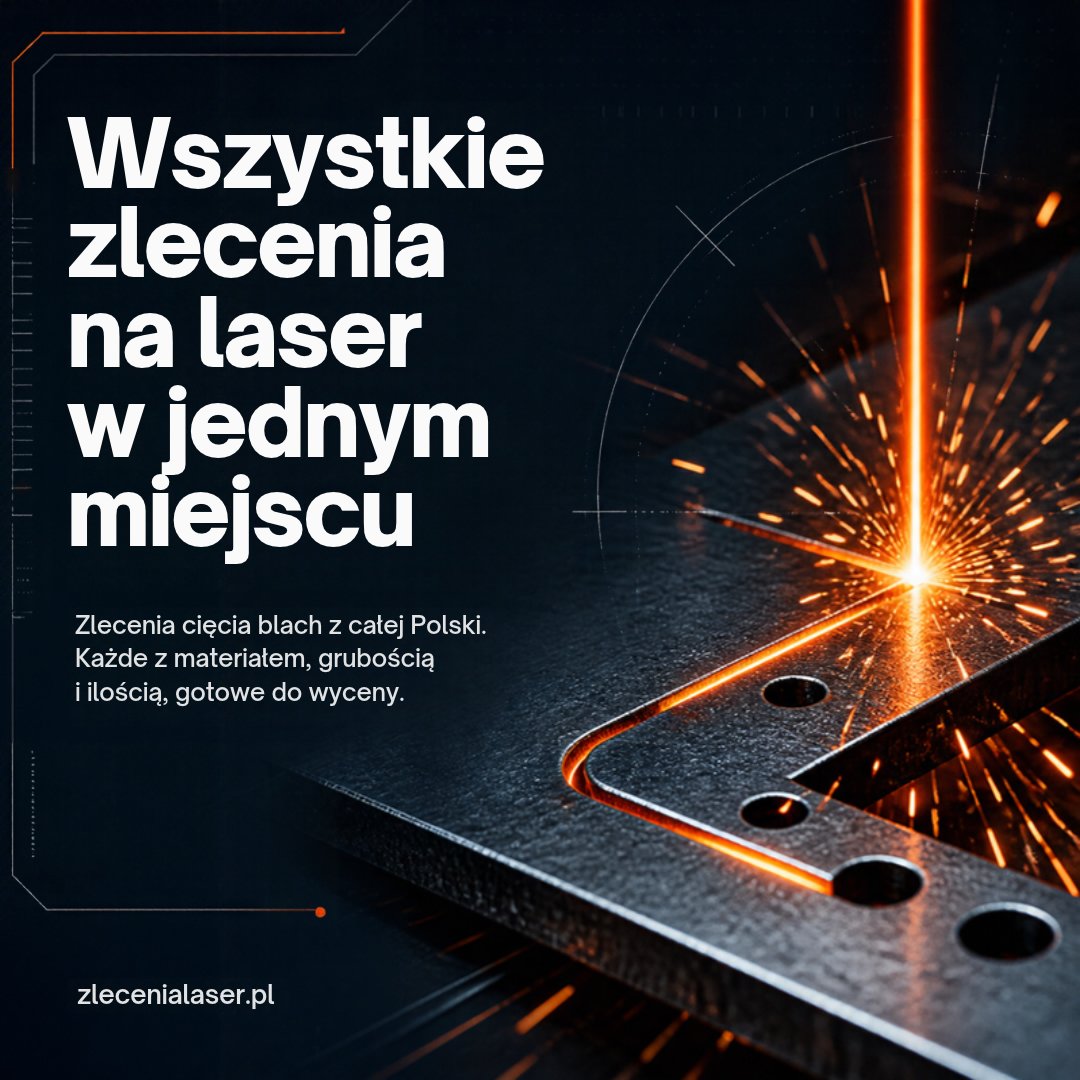 Wszystkie
zlecenia
na laser
w jednym
miejscu
Zlecenia cięcia blach z całej Polski.
Każde z materiałem, grubością
i ilością, gotowe do wyceny.
zlecenialaser.pl